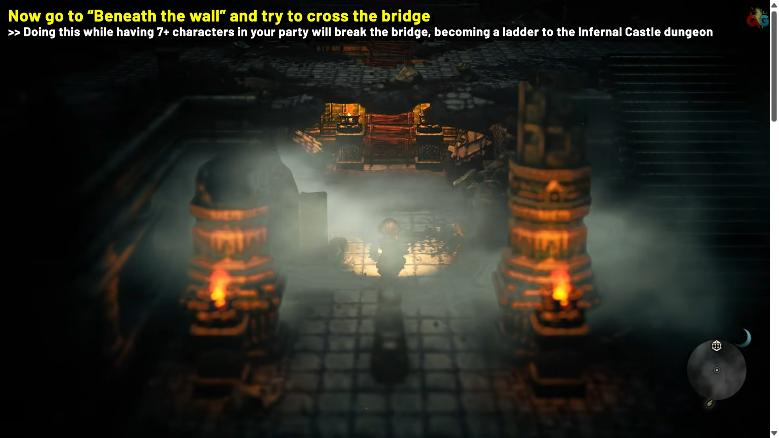 Now go to “Beneath the wall” and try to cross the bridge
>> Doing this while having 7+ characters in your party will break the bridge, becoming a ladder to the Infernal Castle dungeon